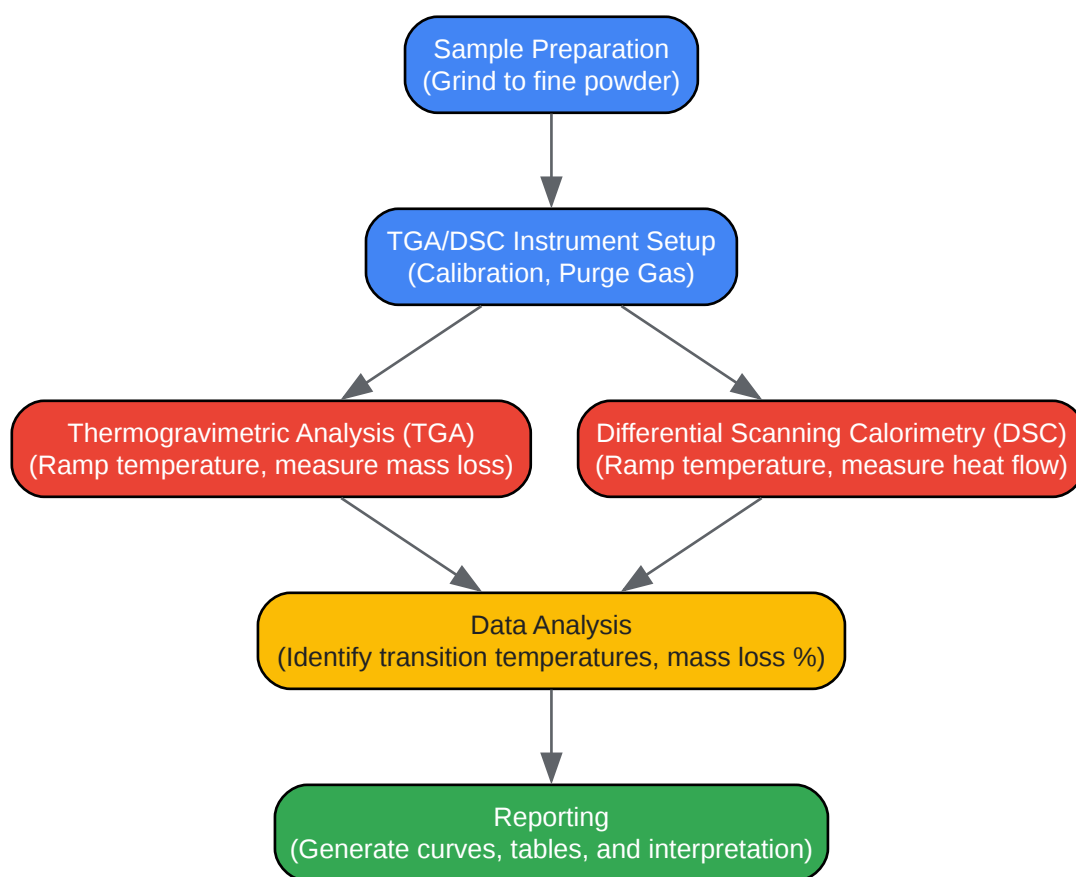 Sample Preparation
(Grind to fine powder)
TGA/DSC Instrument Setup
(Calibration, Purge Gas)
Thermogravimetric Analysis (TGA)
(Ramp temperature, measure mass loss)
Differential Scanning Calorimetry (DSC)
(Ramp temperature, measure heat flow)
Data Analysis
(Identify transition temperatures, mass loss %)
Reporting
(Generate curves, tables, and interpretation)